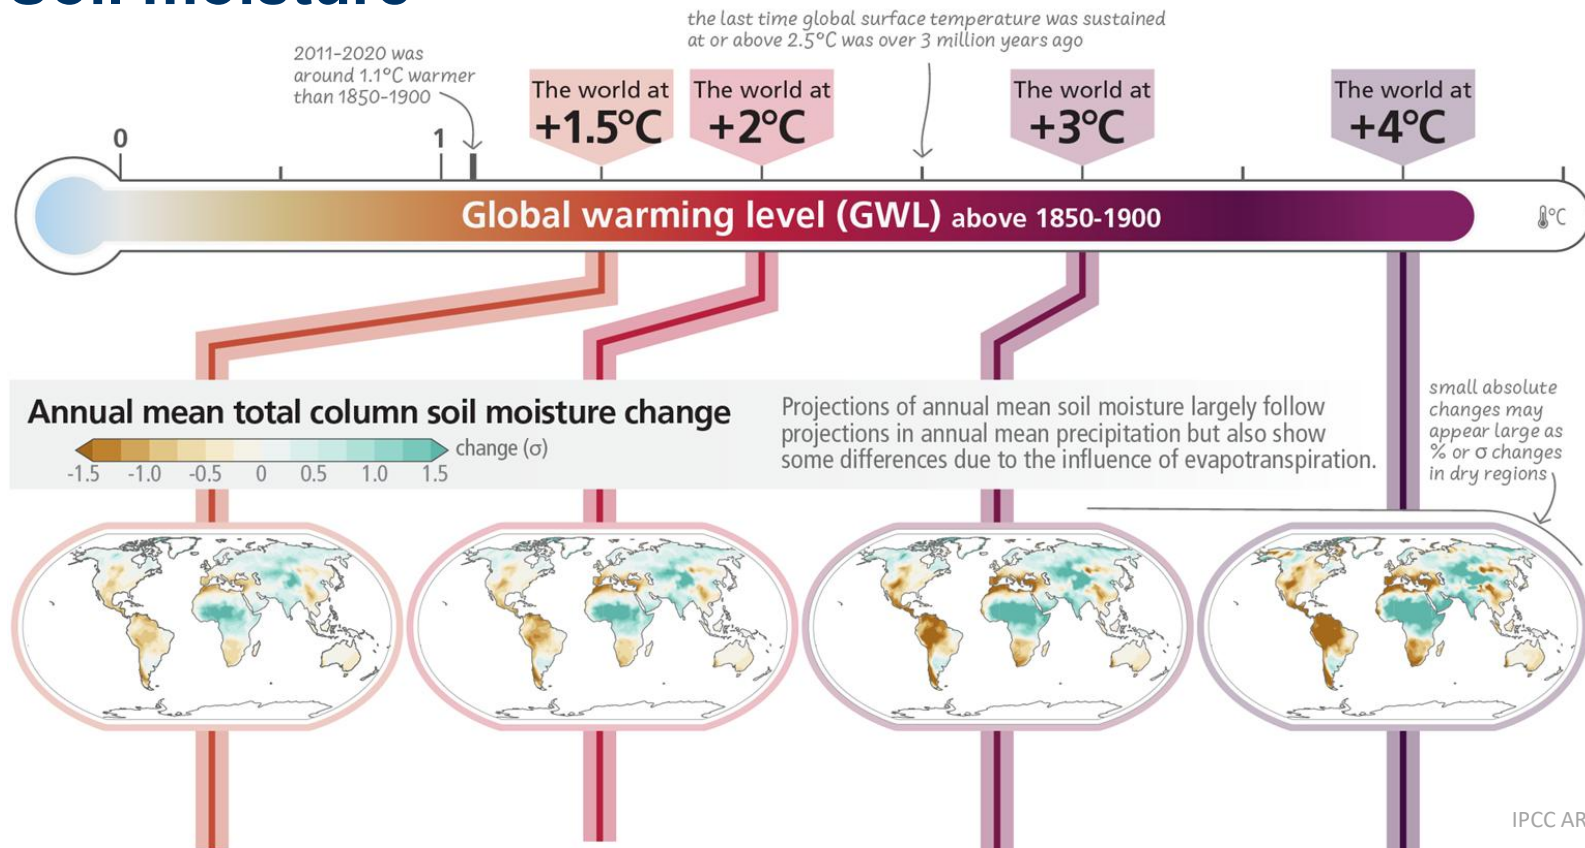 Soil moisture
the last time global surface temperature was sustained
at or above 2.5°C was over 3 million years ago
2011-2020 was
around 1.1°C warmer
than 1850-1900
The world at
+1.5°C
The world at
+2°C
The world at
+3°C
The world at
+4°C
0
1
Global warming level (GWL) above 1850-1900
°C
Annual mean total column soil moisture change
change (σ)
-1.5 -1.0 -0.5 0 0.5 1.0 1.5
Projections of annual mean soil moisture largely follow
projections in annual mean precipitation but also show
some differences due to the influence of evapotranspiration.
small absolute
changes may
appear large as
% or σ changes
in dry regions
IPCC AR